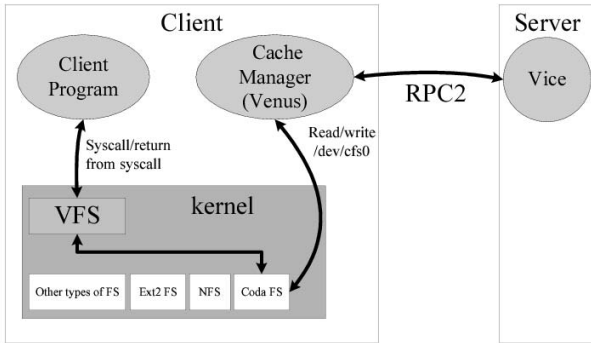 Client
Server
Client
Program
Cache
Manager
(Venus)
Vice
RPC2
Syscall/return
from syscall
Read/write
/dev/cfs0
VFS
kernel
Other types of FS
Ext2 FS
NFS
Coda FS